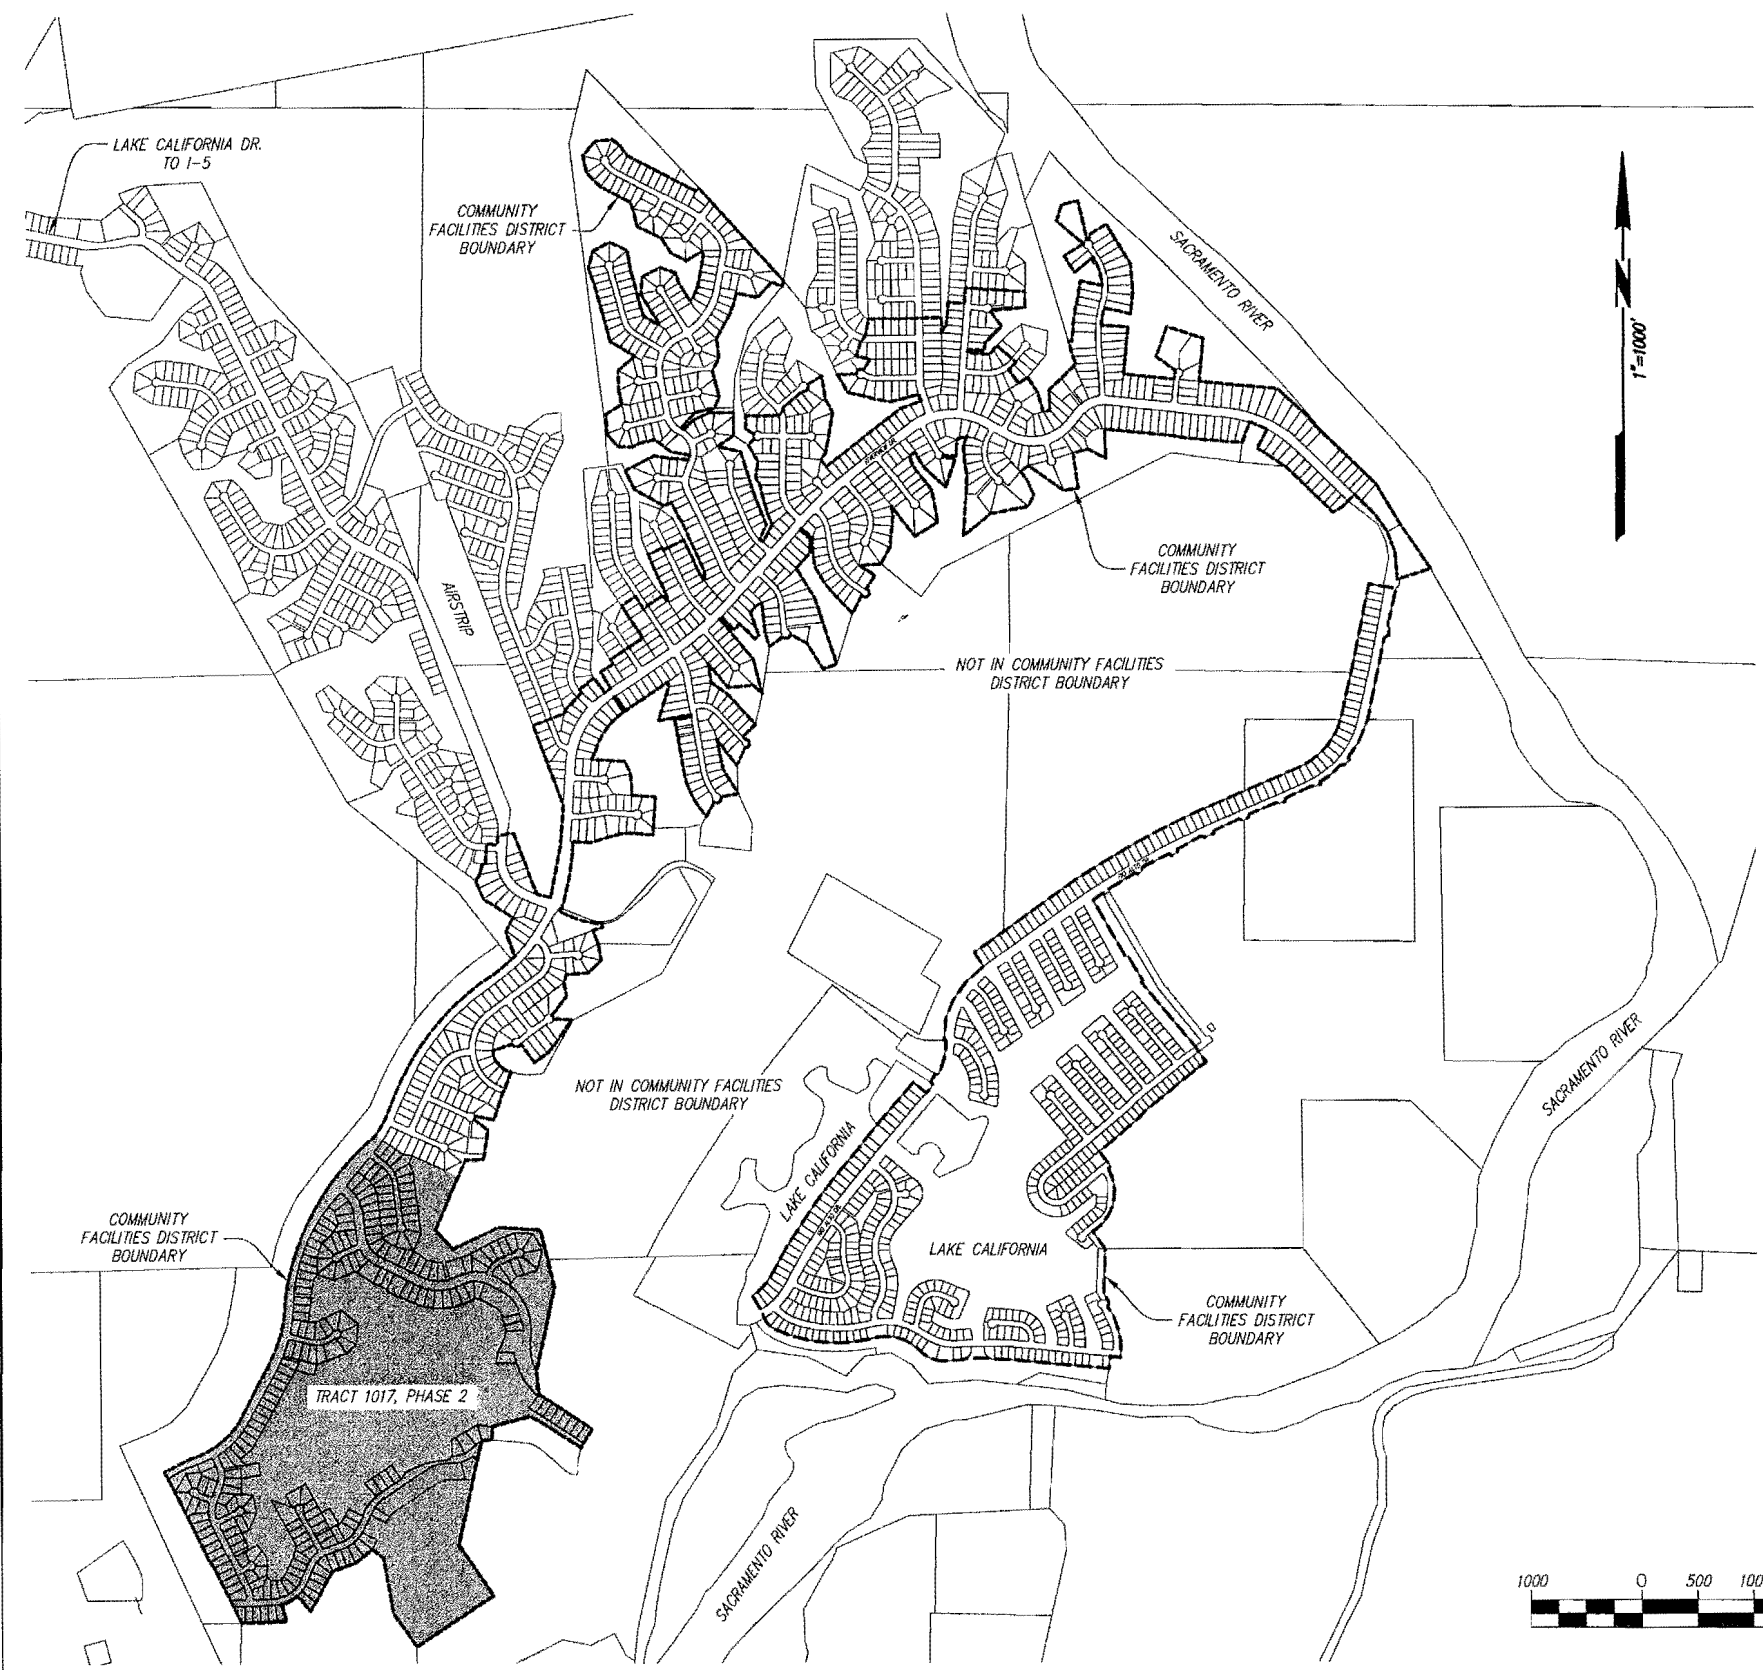 LAKE CALIFORNIA DR.
TO I-5
COMMUNITY
FACILITIES DISTRICT
BOUNDARY
SACRAMENTO RIVER
N
1"=1000'
COMMUNITY
FACILITIES DISTRICT
BOUNDARY
AIRSTRIP
NOT IN COMMUNITY FACILITIES
DISTRICT BOUNDARY
SACRAMENTO RIVER
NOT IN COMMUNITY FACILITIES
DISTRICT BOUNDARY
LAKE CALIFORNIA
COMMUNITY
FACILITIES DISTRICT
BOUNDARY
LAKE CALIFORNIA
COMMUNITY
FACILITIES DISTRICT
BOUNDARY
TRACT 1017, PHASE 2
SACRAMENTO RIVER
1000 0 500 100